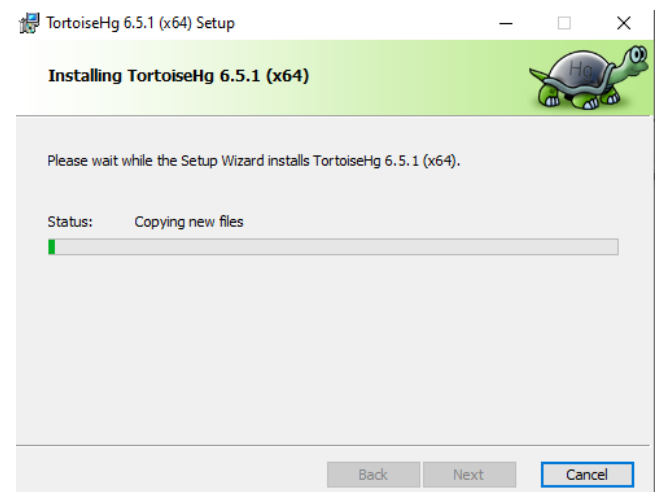 TortoiseHg 6.5.1 (x64) Setup
Installing TortoiseHg 6.5.1 (x64)
Hg
Please wait while the Setup Wizard installs TortoiseHg 6.5.1 (x64).
Status: Copying new files
Back Next Cancel